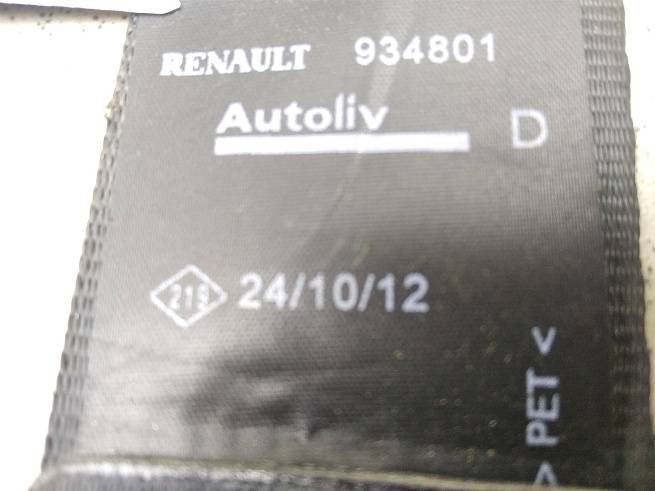 RENAULT 934801
Autoliv D
219 24/10/12
> PET <